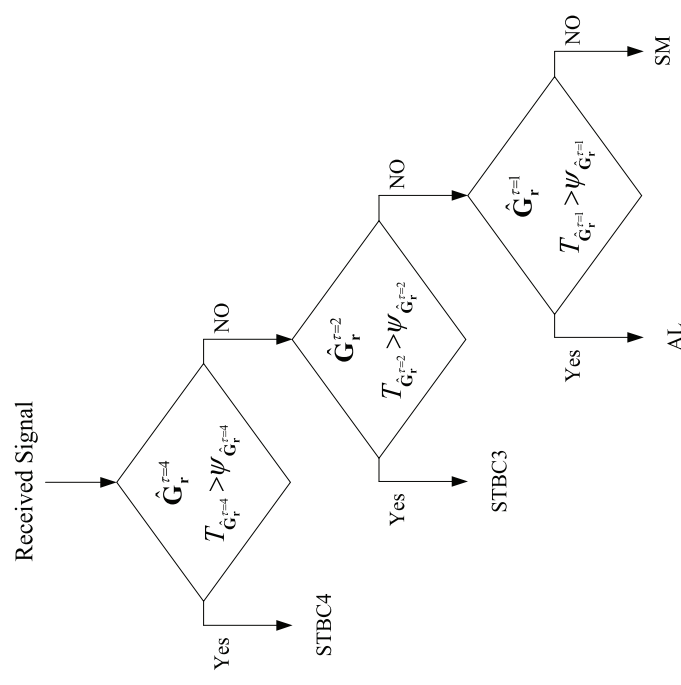 Received Signal
Ĝ_r^{τ=4}
T_{Ĝ_r^{τ=4}} >ψ_{Ĝ_r^{τ=4}}
Yes
NO
STBC4
Ĝ_r^{τ=2}
T_{Ĝ_r^{τ=2}} >ψ_{Ĝ_r^{τ=2}}
Yes
NO
STBC3
Ĝ_r^{τ=1}
T_{Ĝ_r^{τ=1}} >ψ_{Ĝ_r^{τ=1}}
Yes
NO
AL
SM